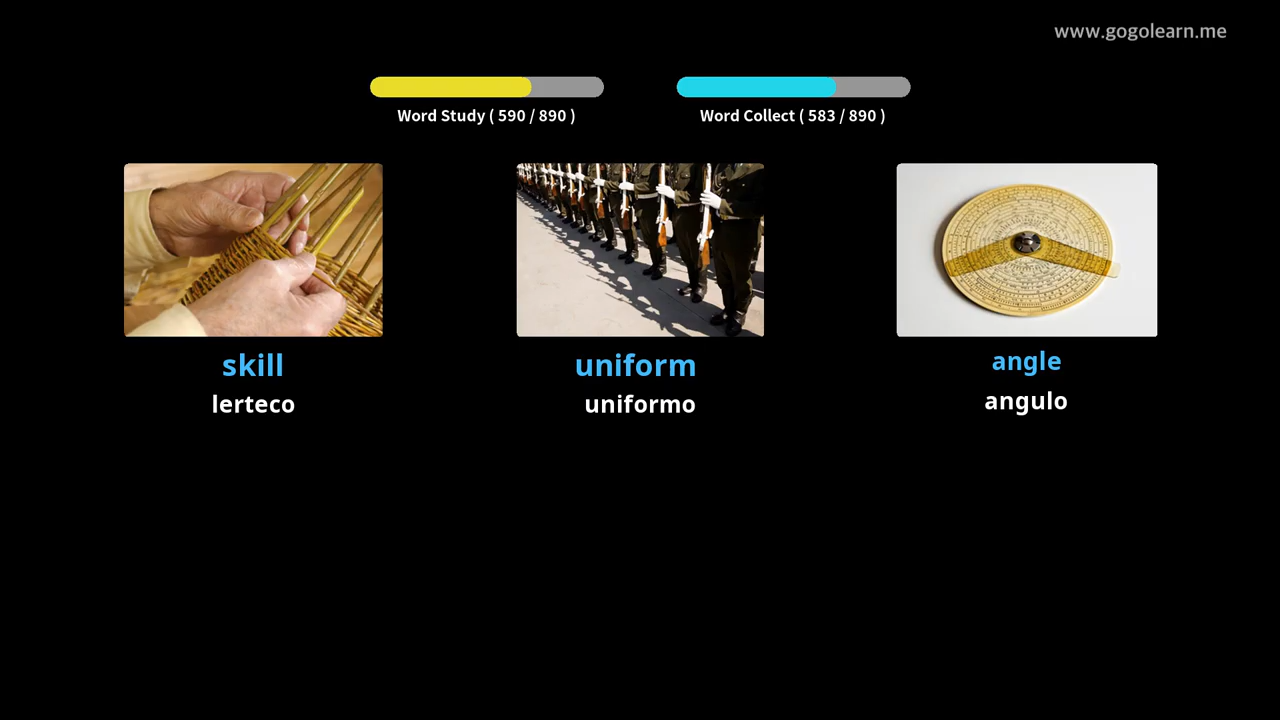 www.gogolearn.me
Word Study ( 590 / 890 )
Word Collect ( 583 / 890 )
skill
lerteco
uniform
uniformo
angle
angulo